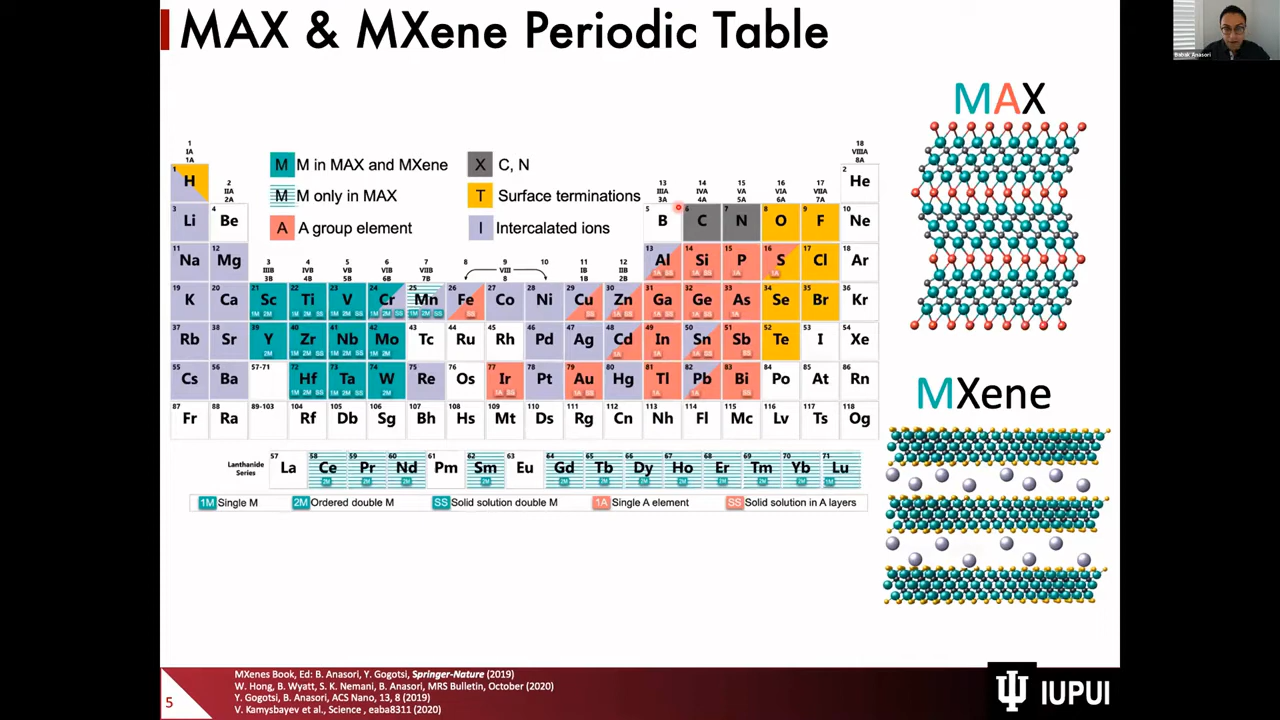 MAX & MXene Periodic Table
Babak Anasori
MAX
1 IA 1A
2 IIA 2A
3 IIIB 3B
4 IVB 4B
5 VB 5B
6 VIB 6B
7 VIIB 7B
8 9 10
VIII
8
11 IB 1B
12 IIB 2B
13 IIIA 3A
14 IVA 4A
15 VA 5A
16 VIA 6A
17 VIIA 7A
18 VIIIA 8A
M M in MAX and MXene
M M only in MAX
A A group element
X C, N
T Surface terminations
I Intercalated ions
1 H 2 He
3 Li 4 Be 5 B 6 C 7 N 8 O 9 F 10 Ne
11 Na 12 Mg 13 Al 14 Si 15 P 16 S 17 Cl 18 Ar
19 K 20 Ca 21 Sc 22 Ti 23 V 24 Cr 25 Mn 26 Fe 27 Co 28 Ni 29 Cu 30 Zn 31 Ga 32 Ge 33 As 34 Se 35 Br 36 Kr
37 Rb 38 Sr 39 Y 40 Zr 41 Nb 42 Mo 43 Tc 44 Ru 45 Rh 46 Pd 47 Ag 48 Cd 49 In 50 Sn 51 Sb 52 Te 53 I 54 Xe
55 Cs 56 Ba 57-71 72 Hf 73 Ta 74 W 75 Re 76 Os 77 Ir 78 Pt 79 Au 80 Hg 81 Tl 82 Pb 83 Bi 84 Po 85 At 86 Rn
87 Fr 88 Ra 89-103 104 Rf 105 Db 106 Sg 107 Bh 108 Hs 109 Mt 110 Ds 111 Rg 112 Cn 113 Nh 114 Fl 115 Mc 116 Lv 117 Ts 118 Og
Lanthanide Series
57 La 58 Ce 59 Pr 60 Nd 61 Pm 62 Sm 63 Eu 64 Gd 65 Tb 66 Dy 67 Ho 68 Er 69 Tm 70 Yb 71 Lu
1M Single M 2M Ordered double M SS Solid solution double M 1A Single A element SS Solid solution in A layers
MXene
5
MXenes Book, Ed: B. Anasori, Y. Gogotsi, Springer-Nature (2019)
W. Hong, B. Wyatt, S. K. Nemani, B. Anasori, MRS Bulletin, October (2020)
Y. Gogotsi, B. Anasori, ACS Nano, 13, 8 (2019)
V. Kamysbayev et al., Science , eaba8311 (2020)
IUPUI